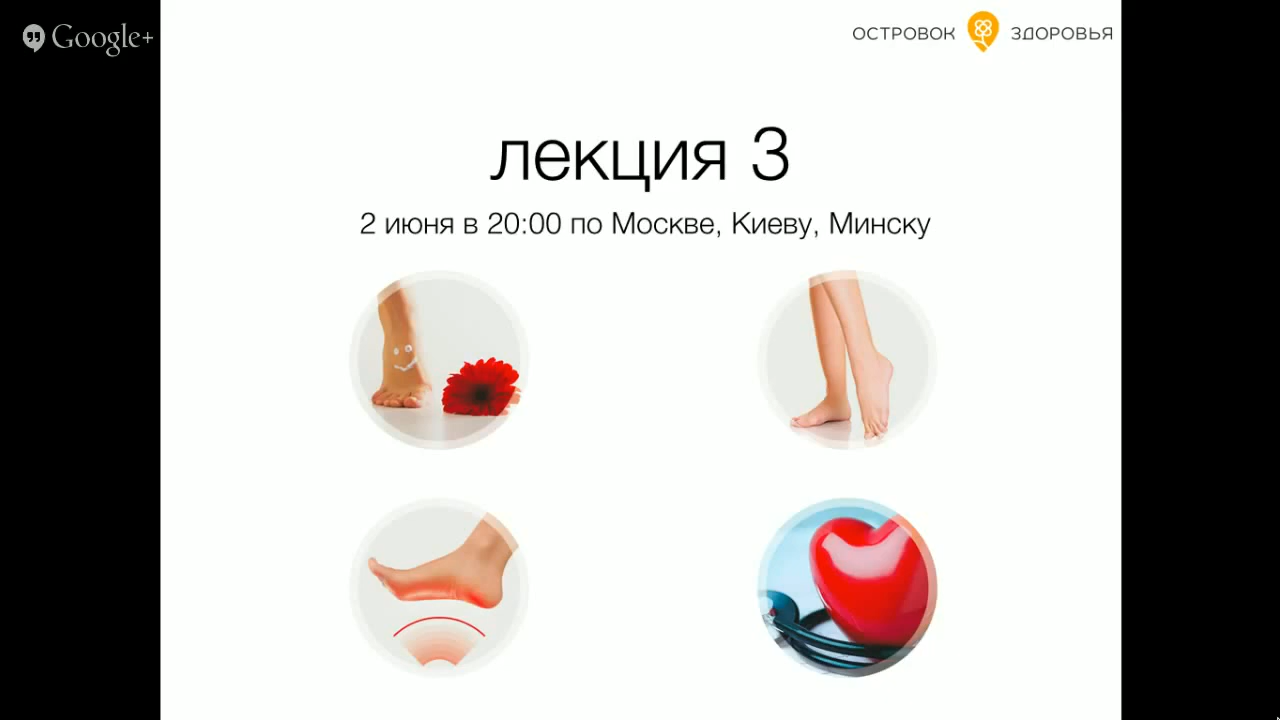 Google+
ОСТРОВОК ЗДОРОВЬЯ
лекция 3
2 июня в 20:00 по Москве, Киеву, Минску